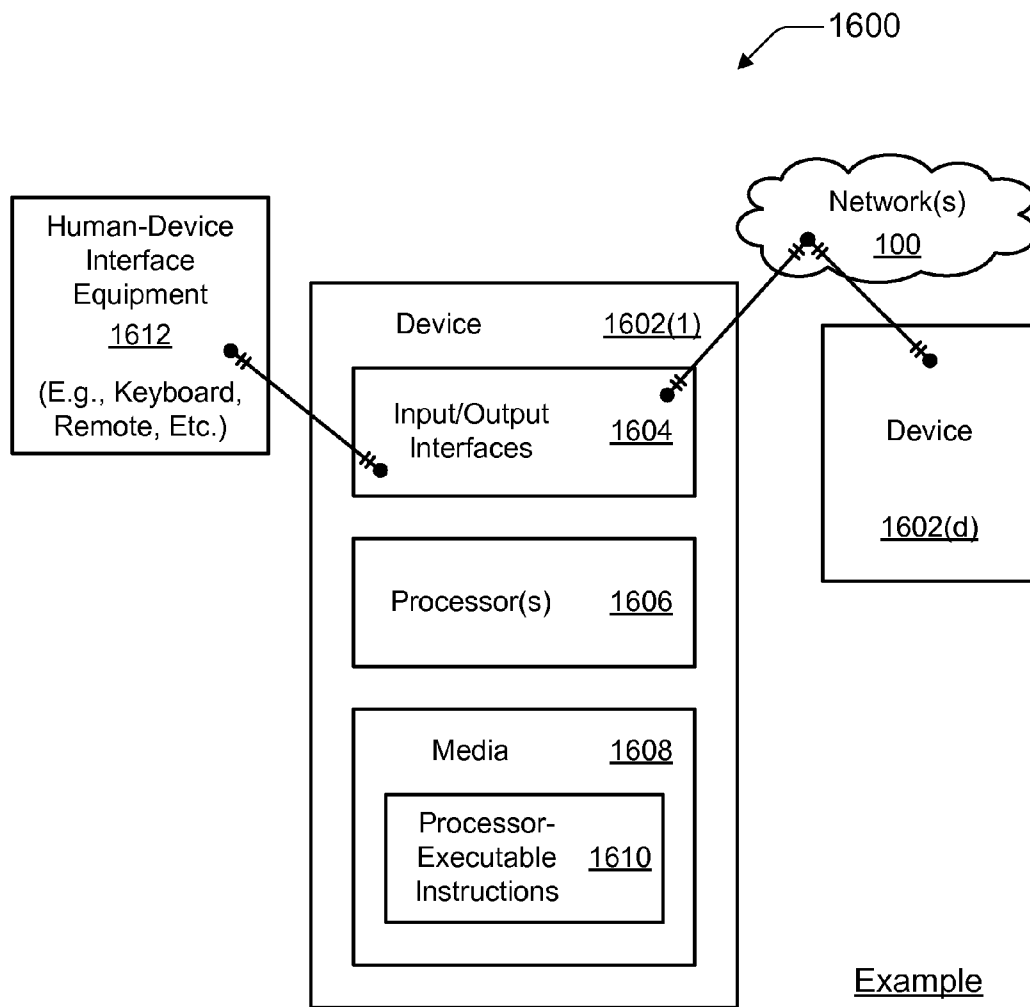 1600
Network(s)
100
Human-Device
Interface
Equipment
1612
(E.g., Keyboard,
Remote, Etc.)
Device 1602(1)
Input/Output
Interfaces
1604
Device
1602(d)
Processor(s) 1606
Media 1608
Processor-
Executable
Instructions
1610
Example